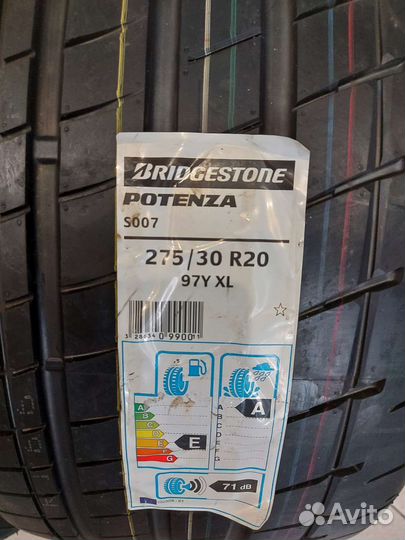 BRIDGESTONE
POTENZA
S007
275/30 R20
97Y XL
A
B
C
D
E
F
G
E
A
B
C
D
E
F
G
A
71 dB
Avito